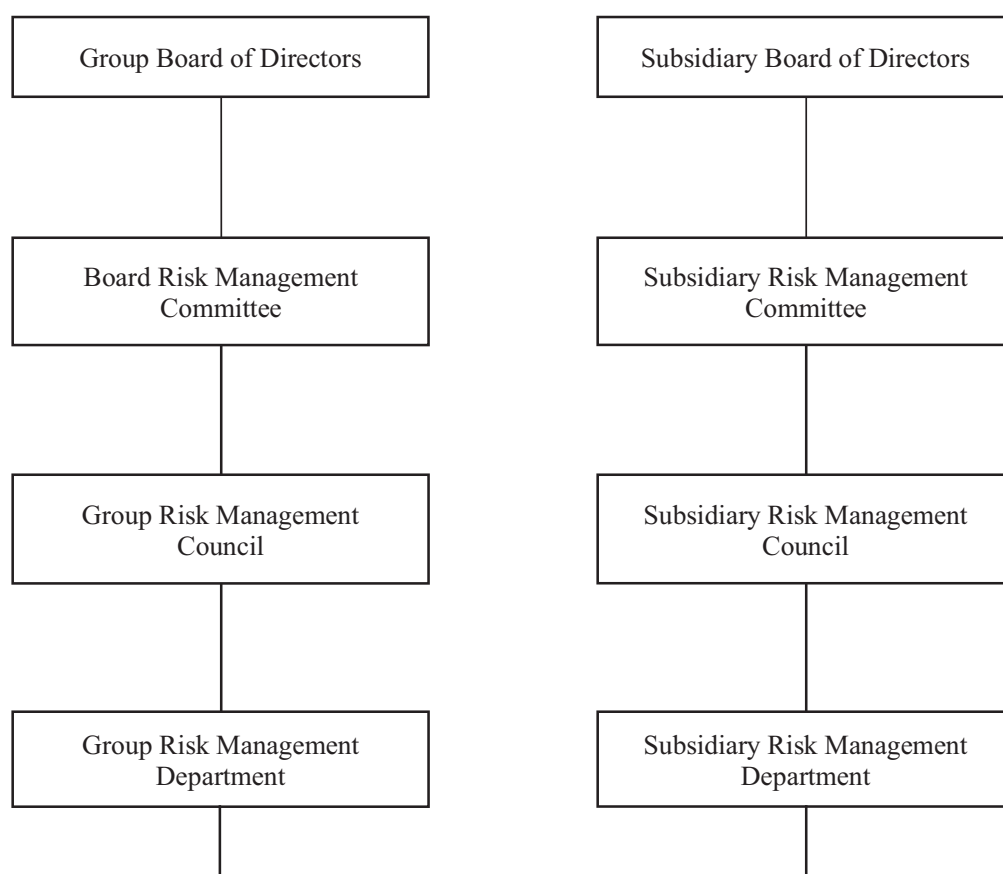 Group Board of Directors
Subsidiary Board of Directors
Board Risk Management
Committee
Subsidiary Risk Management
Committee
Group Risk Management
Council
Subsidiary Risk Management
Council
Group Risk Management
Department
Subsidiary Risk Management
Department